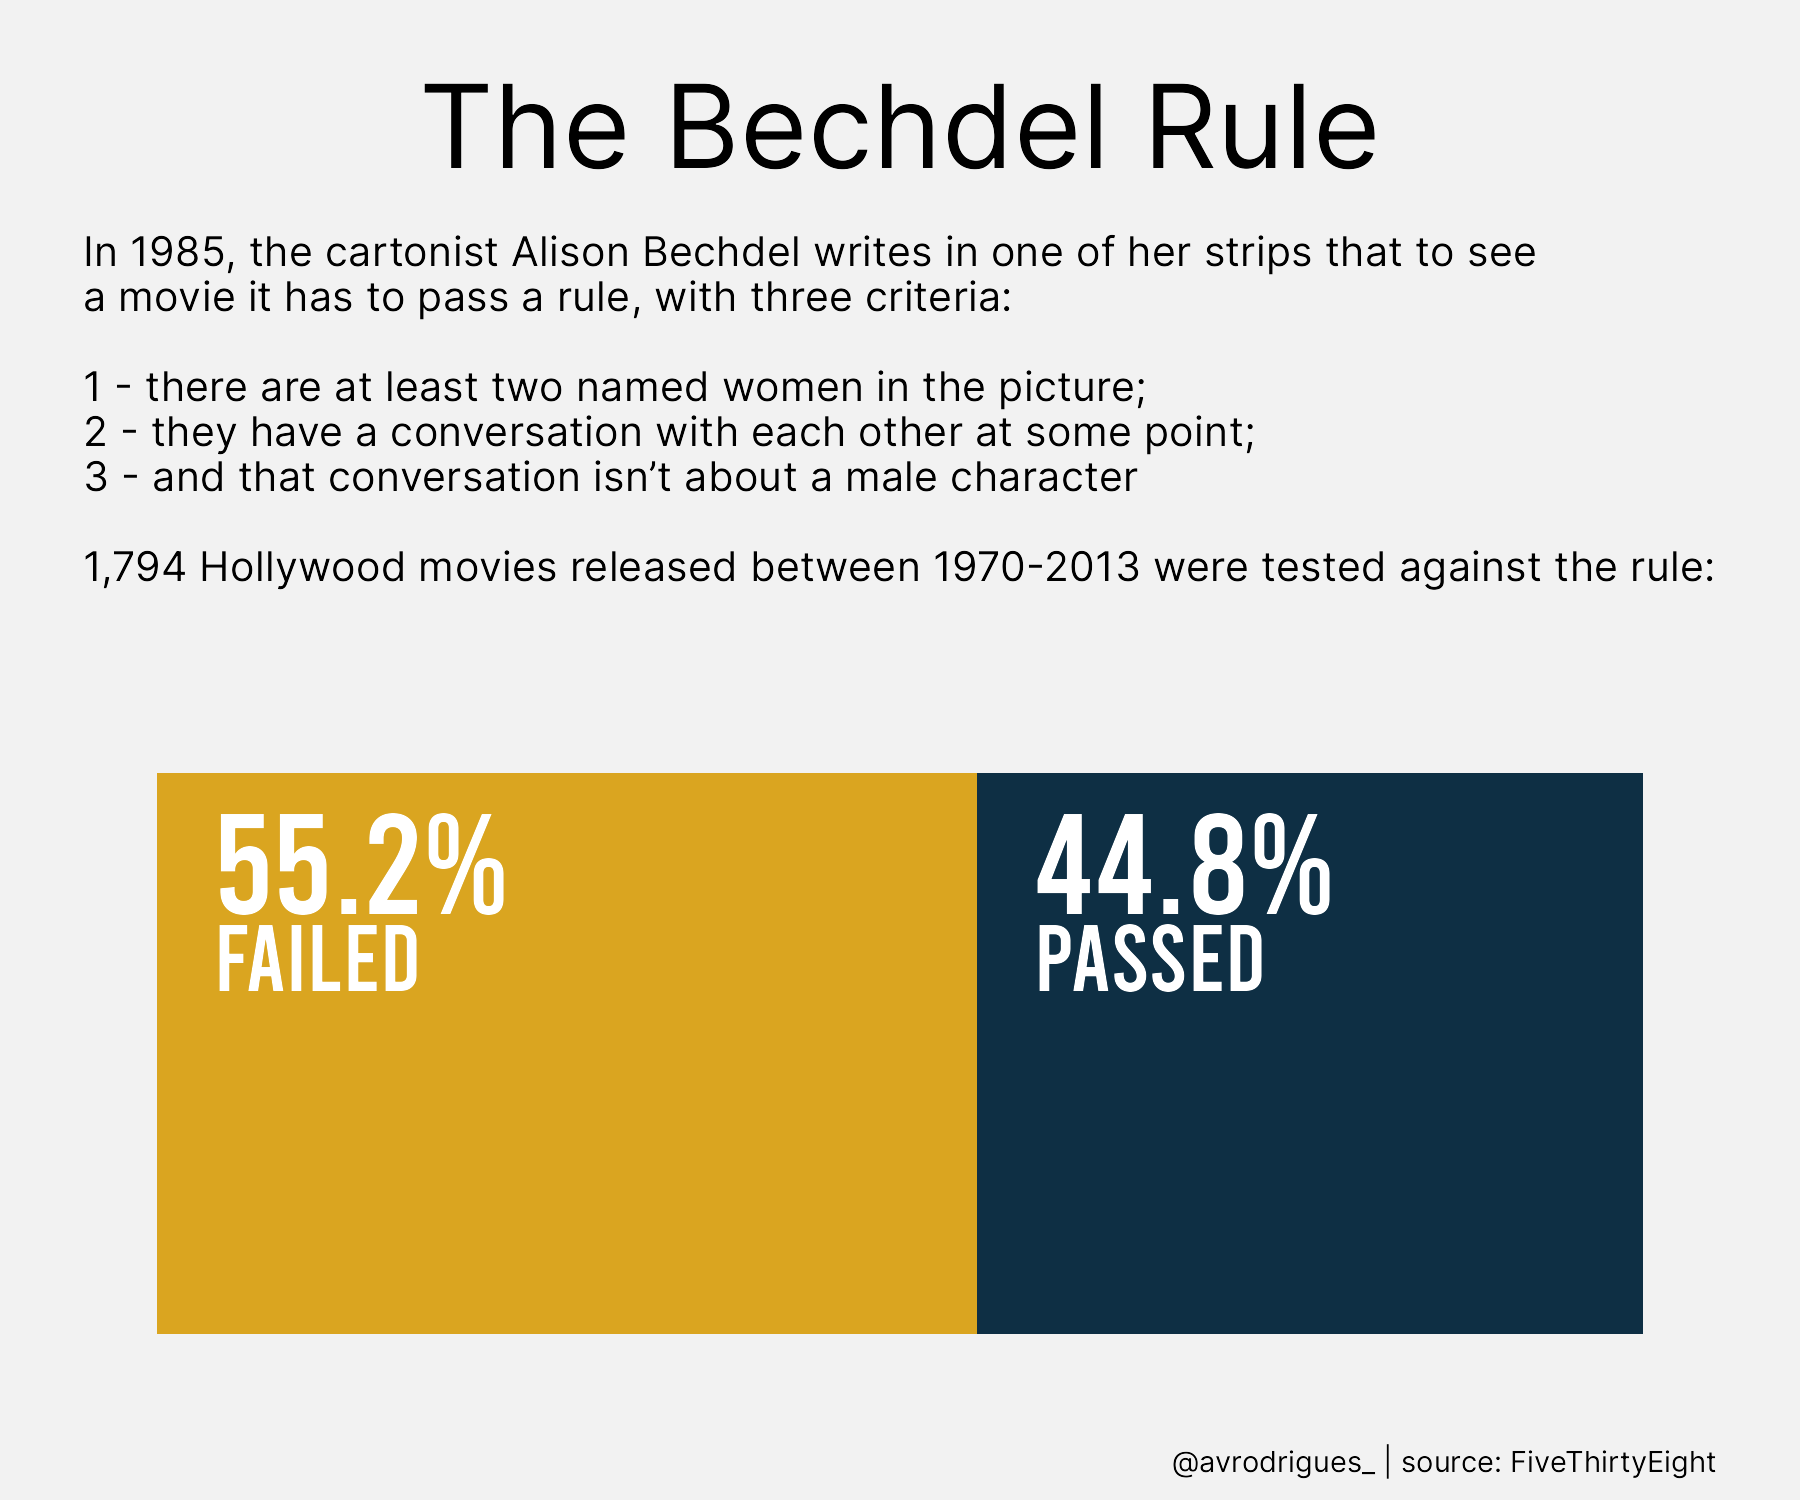 The Bechdel Rule
In 1985, the cartonist Alison Bechdel writes in one of her strips that to see
a movie it has to pass a rule, with three criteria:
1 - there are at least two named women in the picture;
2 - they have a conversation with each other at some point;
3 - and that conversation isn’t about a male character
1,794 Hollywood movies released between 1970-2013 were tested against the rule:
55.2%
FAILED
44.8%
PASSED
@avrodrigues_ | source: FiveThirtyEight